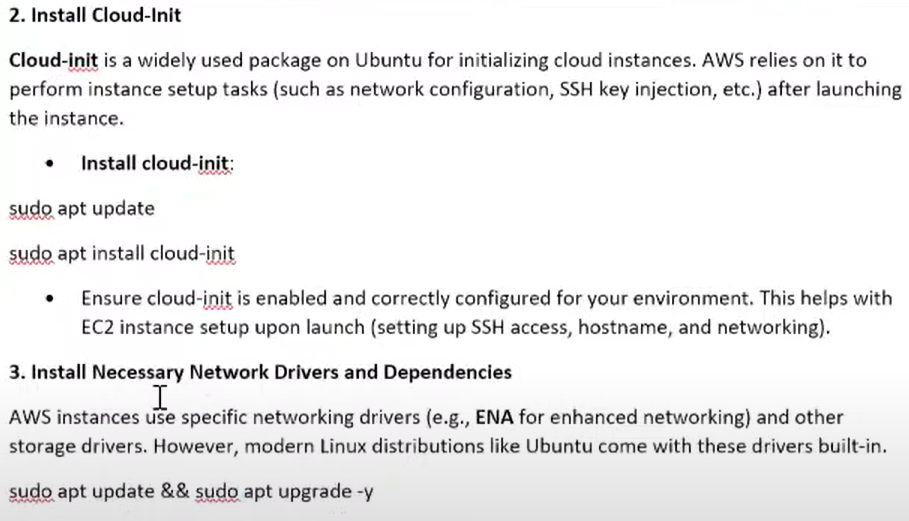 2. Install Cloud-Init
Cloud-init is a widely used package on Ubuntu for initializing cloud instances. AWS relies on it to
perform instance setup tasks (such as network configuration, SSH key injection, etc.) after launching
the instance.
• Install cloud-init:
sudo apt update
sudo apt install cloud-init
• Ensure cloud-init is enabled and correctly configured for your environment. This helps with
EC2 instance setup upon launch (setting up SSH access, hostname, and networking).
3. Install Necessary Network Drivers and Dependencies
AWS instances use specific networking drivers (e.g., ENA for enhanced networking) and other
storage drivers. However, modern Linux distributions like Ubuntu come with these drivers built-in.
sudo apt update && sudo apt upgrade -y